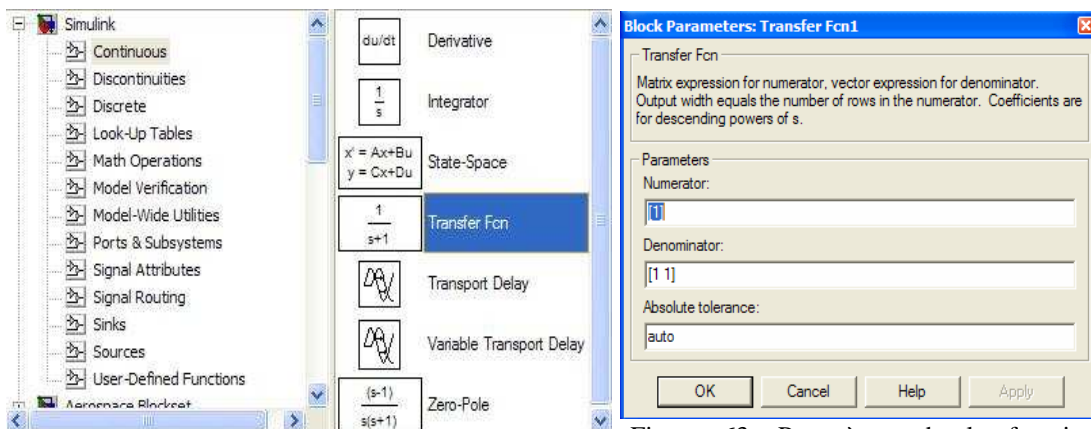 Simulink
Continuous
Discontinuities
Discrete
Look-Up Tables
Math Operations
Model Verification
Model-Wide Utilities
Ports & Subsystems
Signal Attributes
Signal Routing
Sinks
Sources
User-Defined Functions
Aerospace Blockset
du/dt Derivative
1
s
Integrator
x' = Ax+Bu
y = Cx+Du
State-Space
1
s+1
Transfer Fcn
Transport Delay
Variable Transport Delay
(s-1)
s(s+1)
Zero-Pole
Block Parameters: Transfer Fcn1
Transfer Fcn
Matrix expression for numerator, vector expression for denominator.
Output width equals the number of rows in the numerator. Coefficients are
for descending powers of s.
Parameters
Numerator:
[1]
Denominator:
[1 1]
Absolute tolerance:
auto
OK Cancel Help Apply